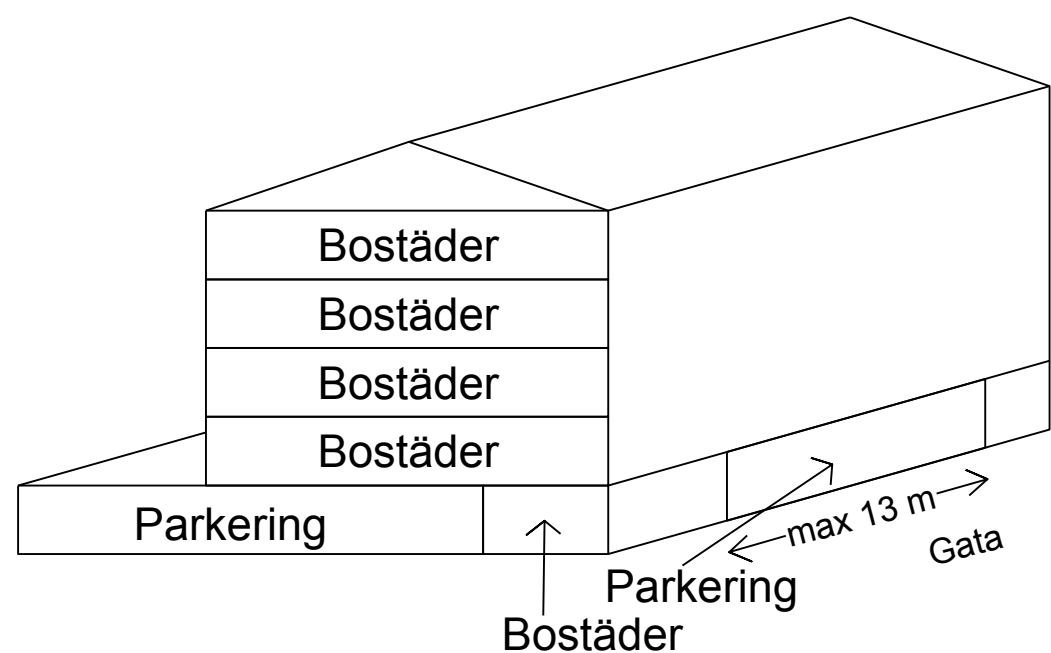 Bostäder
Bostäder
Bostäder
Bostäder
Parkering
max 13 m
Gata
Parkering
Bostäder